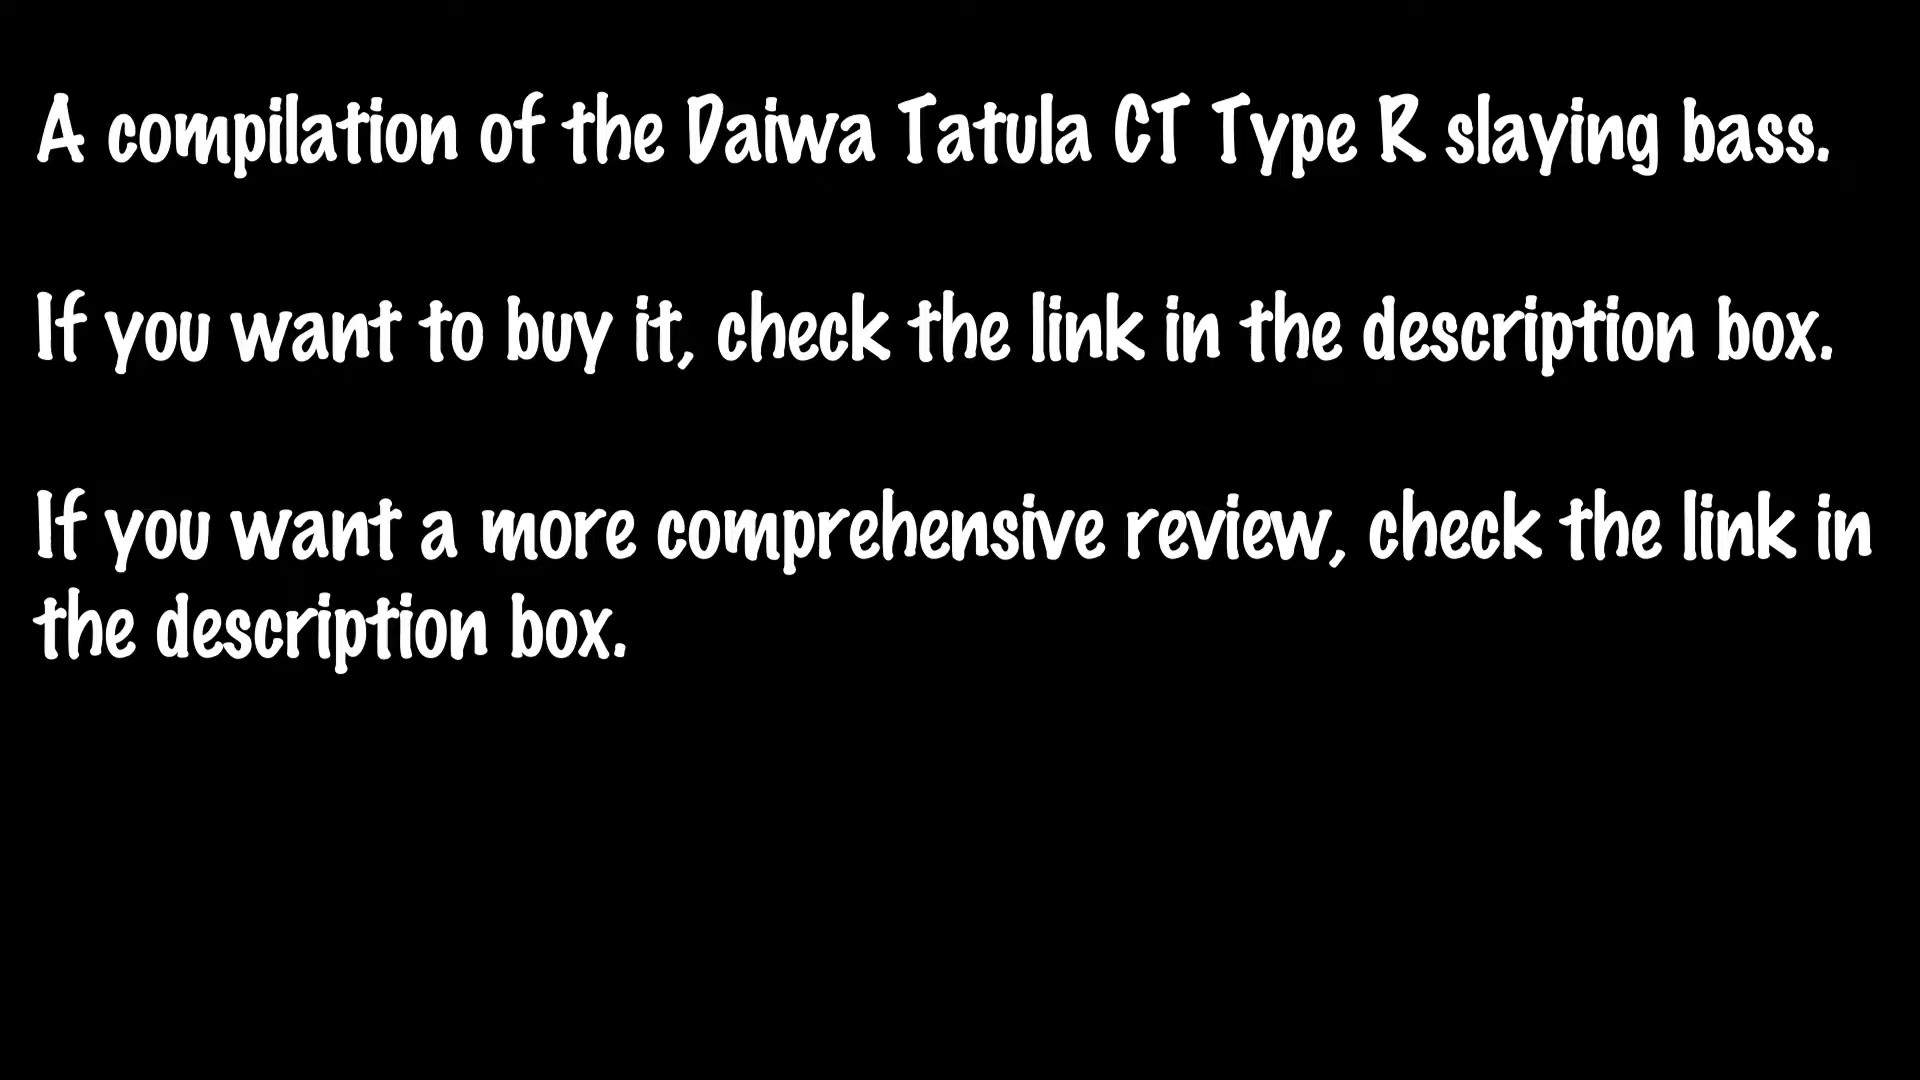 A compilation of the Daiwa Tatula CT Type R slaying bass.
If you want to buy it, check the link in the description box.
If you want a more comprehensive review, check the link in
the description box.